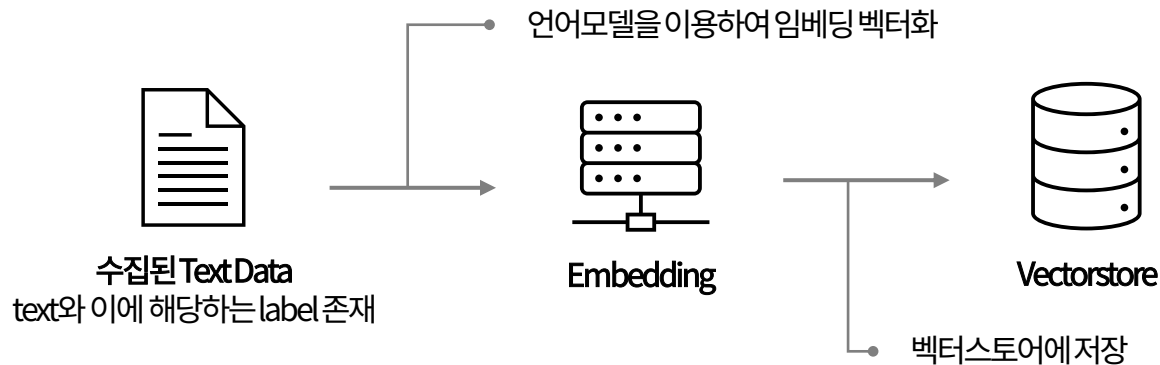 언어모델을 이용하여 임베딩 벡터화
수집된 Text Data
text와 이에 해당하는 label 존재
Embedding
Vectorstore
벡터스토어에 저장